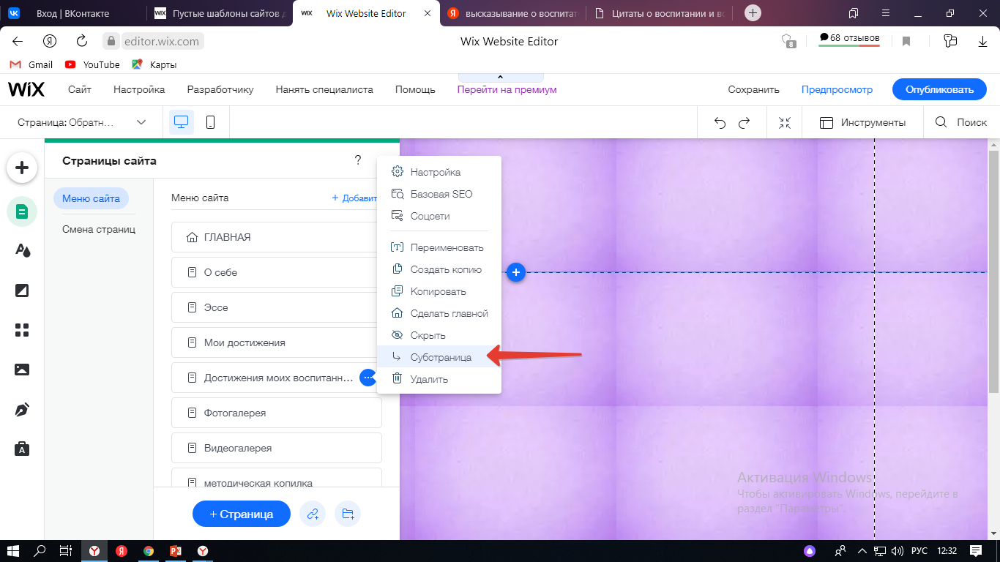 Вход | ВКонтакте
WIX Пустые шаблоны сайтов д
WIX Wix Website Editor
Я высказывание о воспитат
Цитаты о воспитании и во
Я editor.wix.com
Wix Website Editor
8
68 отзывов
Gmail YouTube Карты
WIX Сайт Настройка Разработчику Нанять специалиста Помощь Перейти на премиум
Сохранить Предпросмотр Опубликовать
Страница: Обратн...
Инструменты Поиск
Страницы сайта ?
Меню сайта
Смена страниц
Меню сайта + Добавит
ГЛАВНАЯ
О себе
Эссе
Мои достижения
Достижения моих воспитанн... ...
Фотогалерея
Видеогалерея
методическая копилка
+ Страница
Настройка
Базовая SEO
Соцсети
Переименовать
Создать копию
Копировать
Сделать главной
Скрыть
Субстраница
Удалить
Активация Windows
Чтобы активировать Windows, перейдите в
раздел "Параметры".
РУС 12:32